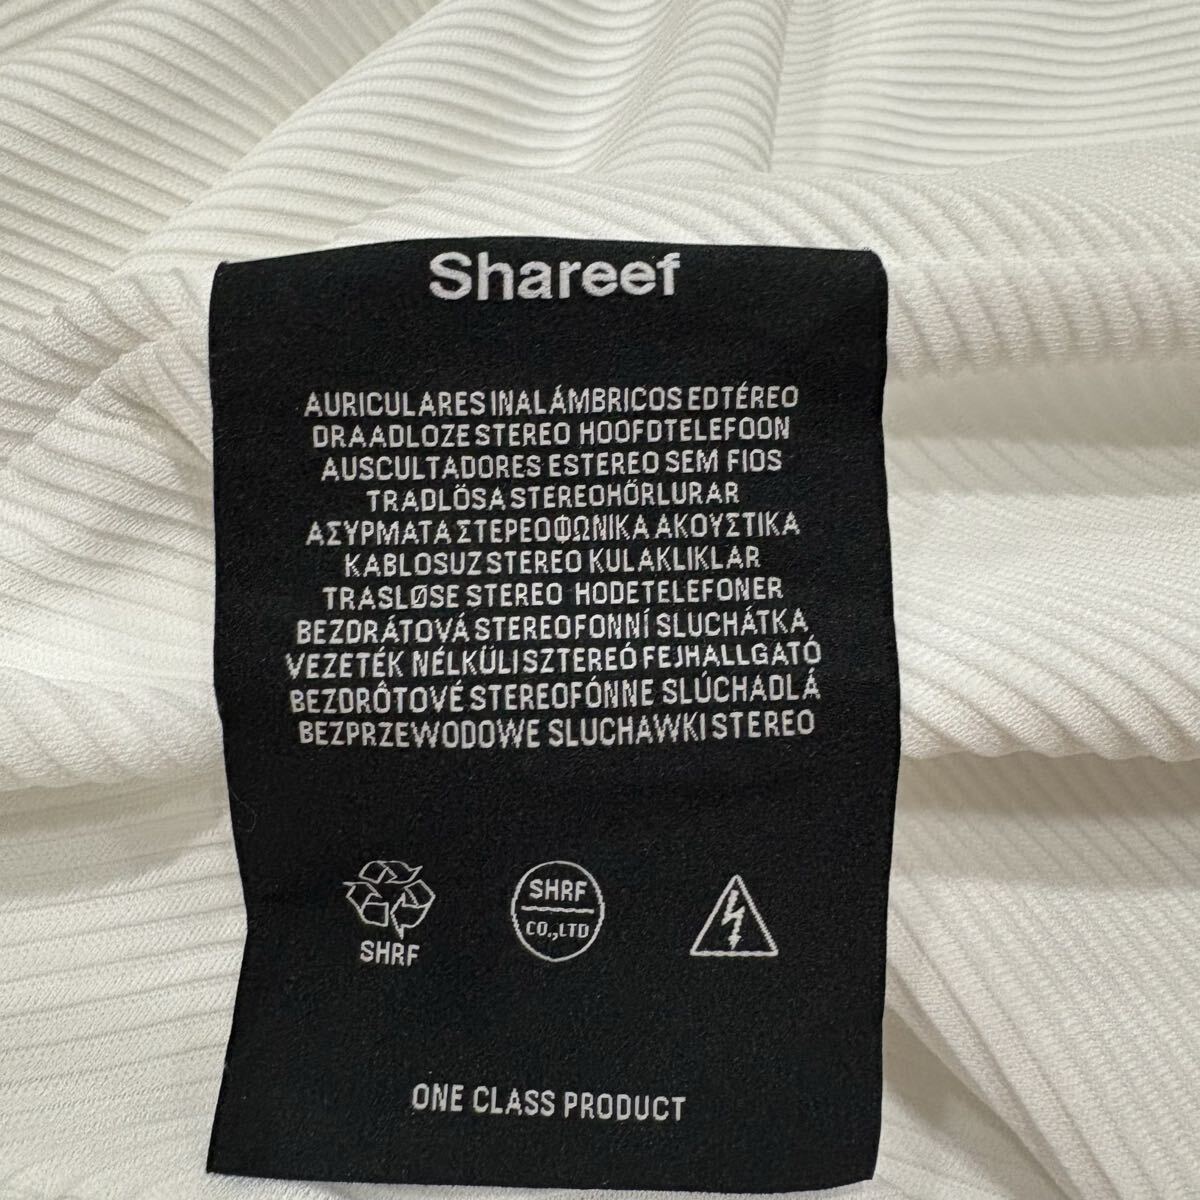 Shareef
AURICULARES INALÁMBRICOS EDTÉREO
DRAADLOZE STEREO HOOFDTELEFOON
AUSCULTADORES ESTEREO SEM FIOS
TRADLÖSA STEREOHÖRLURAR
ΑΣΥΡΜΑΤΑ ΣΤΕΡΕΟΦΩΝΙΚΑ ΑΚΟΥΣΤΙΚΑ
KABLOSUZ STEREO KULAKLIKLAR
TRASLØSE STEREO HODETELEFONER
BEZDRÁTOVÁ STEREOFONNÍ SLUCHÁTKA
VEZETÉK NÉLKÜLI SZTEREÓ FEJHALLGATÓ
BEZDRÔTOVÉ STEREOFÓNNE SLÚCHADLÁ
BEZPRZEWODOWE SLUCHAWKI STEREO
SHRF
SHRF
CO.,LTD
ONE CLASS PRODUCT